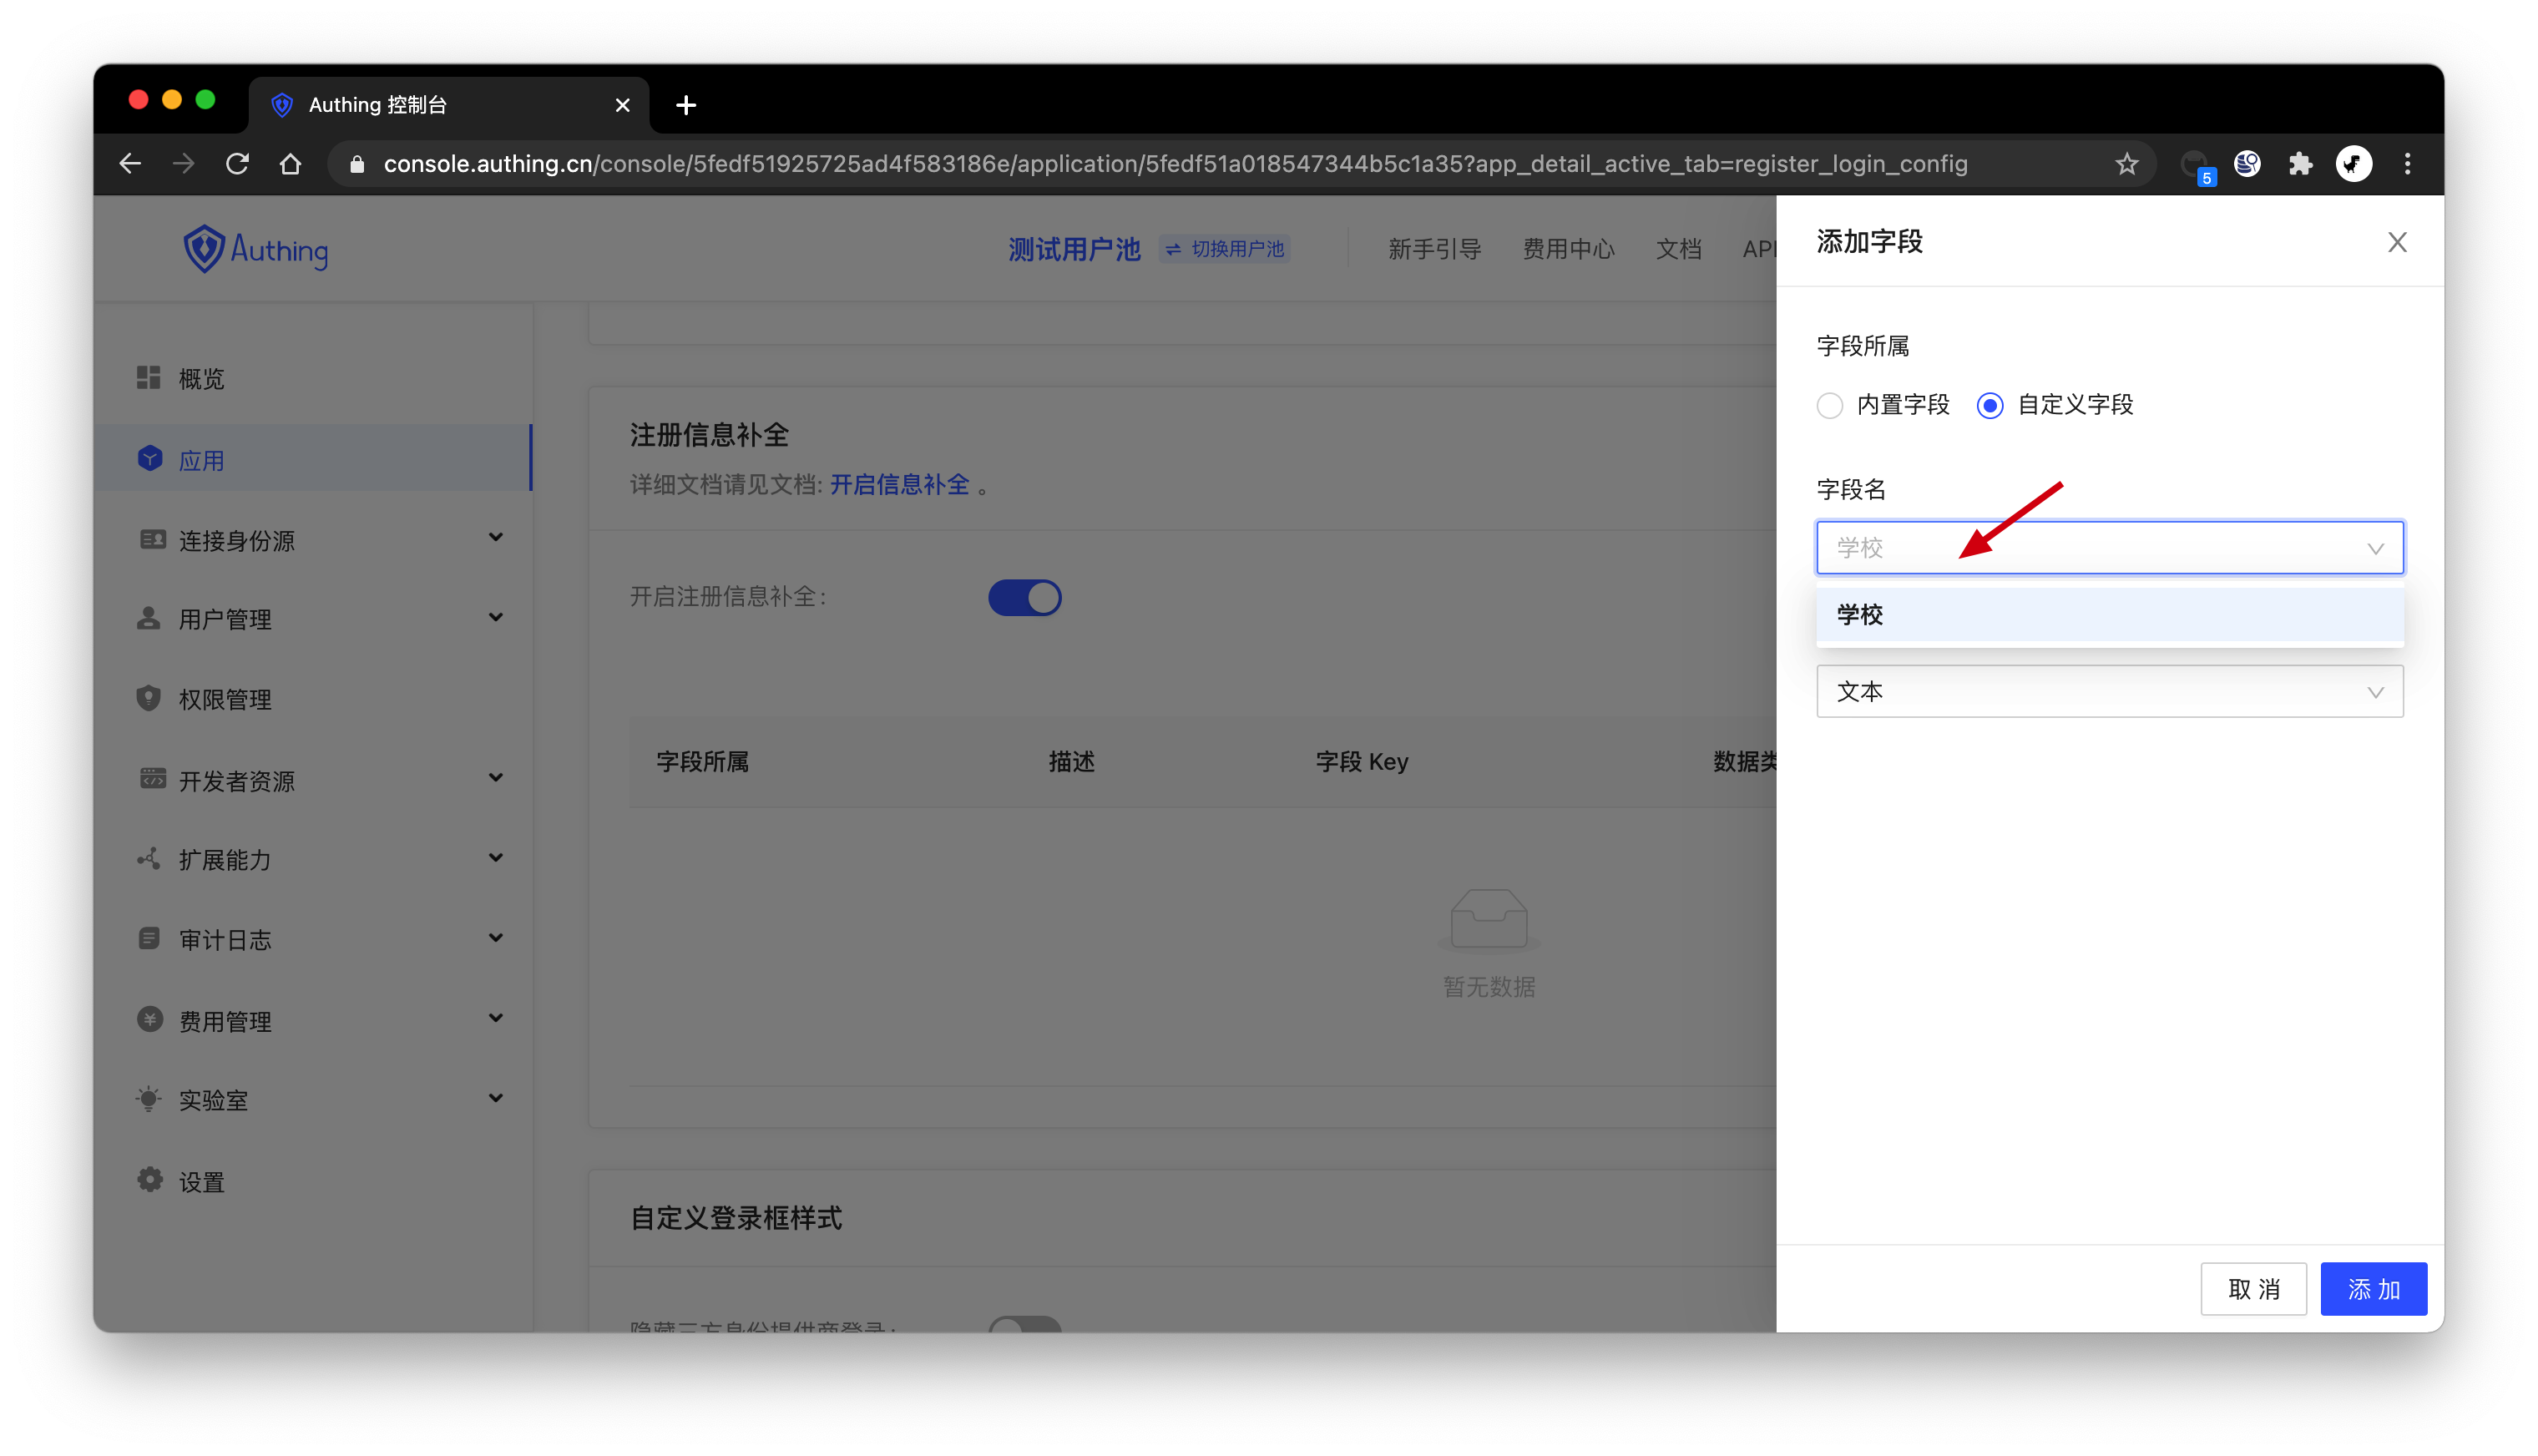 Authing 控制台
console.authing.cn/console/5fedf51925725ad4f583186e/application/5fedf51a018547344b5c1a35?app_detail_active_tab=register_login_config
5
Authing
测试用户池
切换用户池
新手引导
费用中心
文档
API
概览
应用
连接身份源
用户管理
权限管理
开发者资源
扩展能力
审计日志
费用管理
实验室
设置
注册信息补全
详细文档请见文档: 开启信息补全 。
开启注册信息补全:
字段所属
描述
字段 Key
数据类
暂无数据
自定义登录框样式
隐藏三方身份提供商登录:
添加字段
字段所属
内置字段
自定义字段
字段名
学校
学校
文本
取 消
添 加